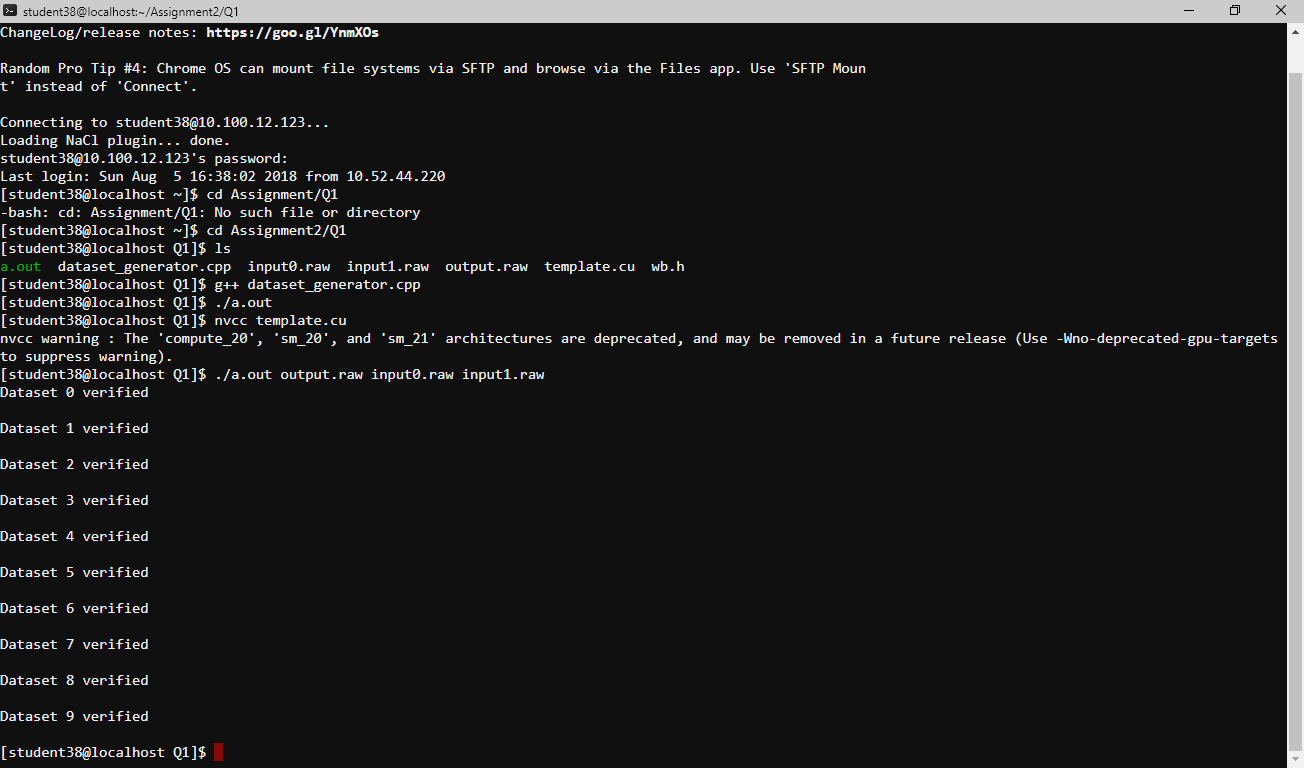 student38@localhost:~/Assignment2/Q1
ChangeLog/release notes: https://goo.gl/YnmXOs
Random Pro Tip #4: Chrome OS can mount file systems via SFTP and browse via the Files app. Use 'SFTP Moun
t' instead of 'Connect'.
Connecting to student38@10.100.12.123...
Loading NaCl plugin... done.
student38@10.100.12.123's password:
Last login: Sun Aug  5 16:38:02 2018 from 10.52.44.220
[student38@localhost ~]$ cd Assignment/Q1
-bash: cd: Assignment/Q1: No such file or directory
[student38@localhost ~]$ cd Assignment2/Q1
[student38@localhost Q1]$ ls
a.out  dataset_generator.cpp  input0.raw  input1.raw  output.raw  template.cu  wb.h
[student38@localhost Q1]$ g++ dataset_generator.cpp
[student38@localhost Q1]$ ./a.out
[student38@localhost Q1]$ nvcc template.cu
nvcc warning : The 'compute_20', 'sm_20', and 'sm_21' architectures are deprecated, and may be removed in a future release (Use -Wno-deprecated-gpu-targets
to suppress warning).
[student38@localhost Q1]$ ./a.out output.raw input0.raw input1.raw
Dataset 0 verified
Dataset 1 verified
Dataset 2 verified
Dataset 3 verified
Dataset 4 verified
Dataset 5 verified
Dataset 6 verified
Dataset 7 verified
Dataset 8 verified
Dataset 9 verified
[student38@localhost Q1]$